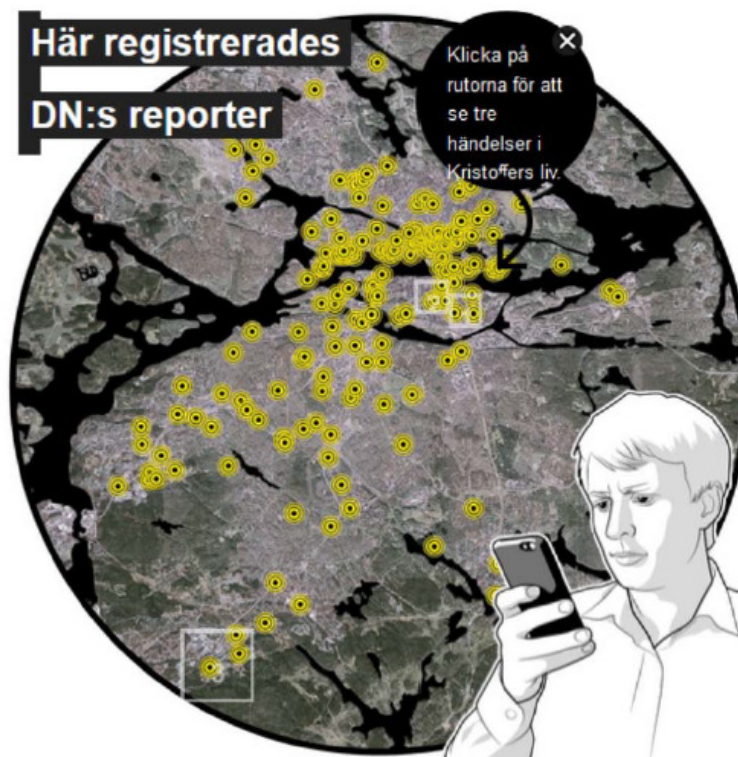 Här registrerades
DN:s reporter
Klicka på
rutorna för att
se tre
händelser i
Kristoffers liv.